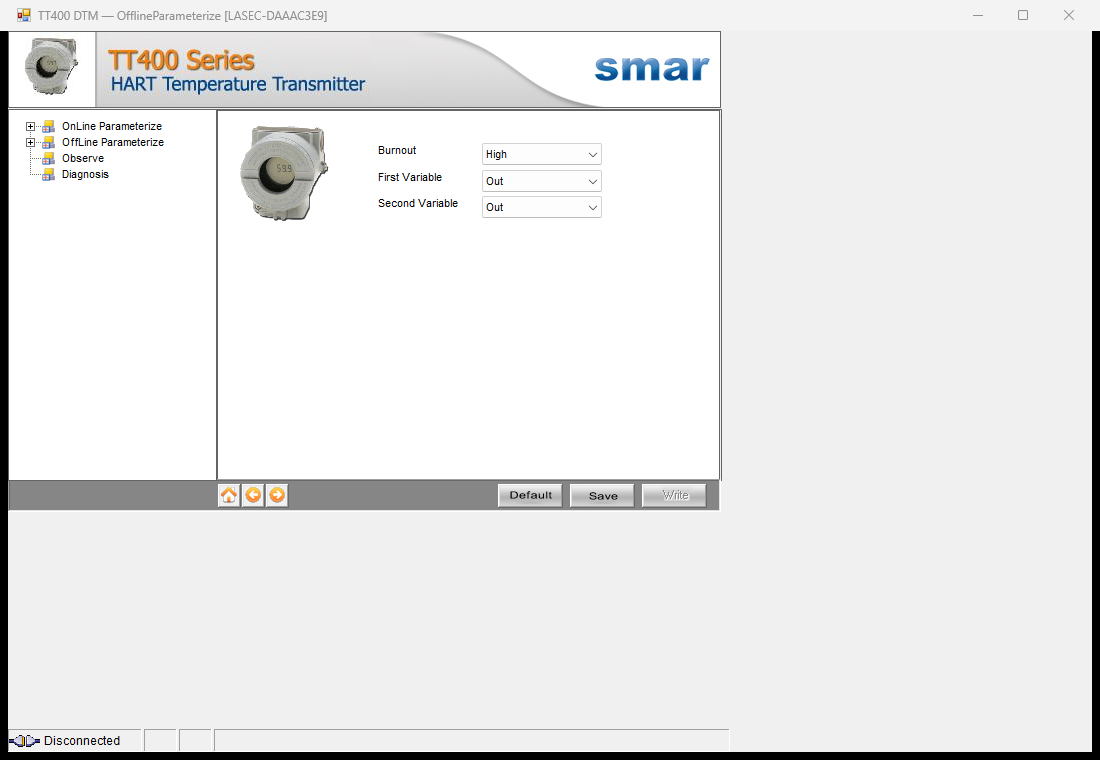 TT400 DTM — OfflineParameterize [LASEC-DAAAC3E9]
TT400 Series
HART Temperature Transmitter
smar
OnLine Parameterize
OffLine Parameterize
Observe
Diagnosis
Burnout High
First Variable Out
Second Variable Out
Default Save Write
Disconnected